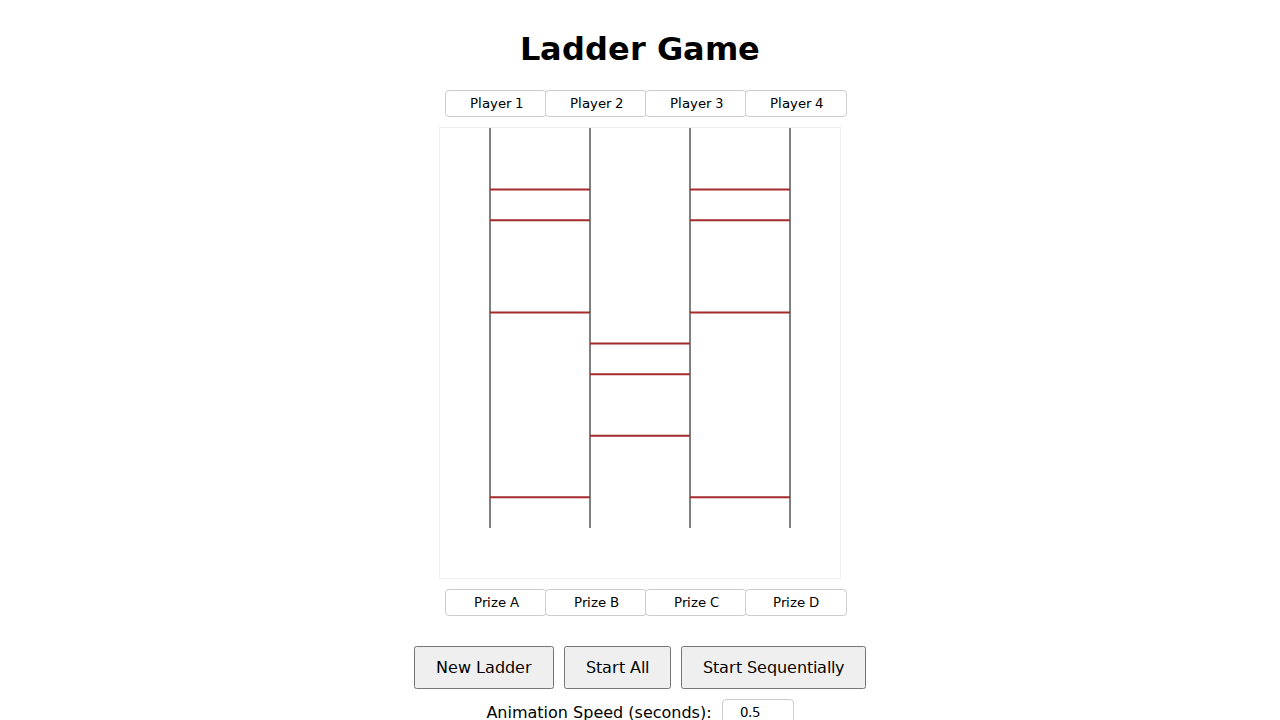 Ladder Game
Player 1 Player 2 Player 3 Player 4
Prize A Prize B Prize C Prize D
New Ladder Start All Start Sequentially
Animation Speed (seconds): 0.5